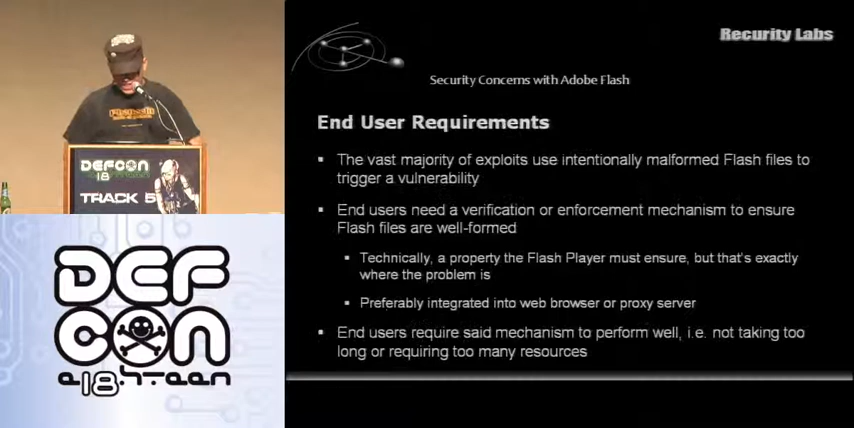 Recurity Labs
Security Concerns with Adobe Flash
End User Requirements
The vast majority of exploits use intentionally malformed Flash files to
trigger a vulnerability
End users need a verification or enforcement mechanism to ensure
Flash files are well-formed
Technically, a property the Flash Player must ensure, but that's exactly
where the problem is
Preferably integrated into web browser or proxy server
End users require said mechanism to perform well, i.e. not taking too
long or requiring too many resources
DEFCON
18
TRACK 5
DEF
CON
e18hteen